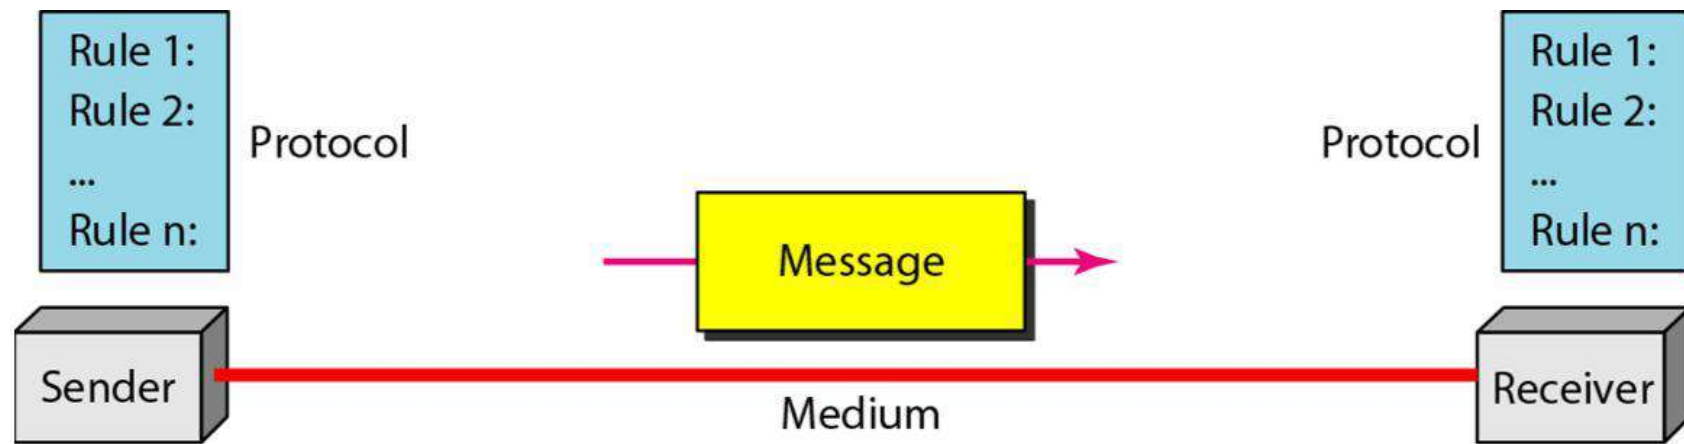 Rule 1:
Rule 2:
...
Rule n:
Protocol
Protocol
Rule 1:
Rule 2:
...
Rule n:
Message
Sender
Medium
Receiver